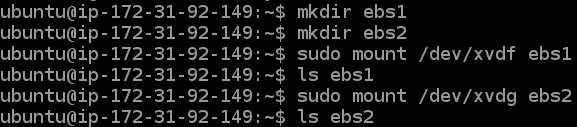 ubuntu@ip-172-31-92-149:~$ mkdir ebs1
ubuntu@ip-172-31-92-149:~$ mkdir ebs2
ubuntu@ip-172-31-92-149:~$ sudo mount /dev/xvdf ebs1
ubuntu@ip-172-31-92-149:~$ ls ebs1
ubuntu@ip-172-31-92-149:~$ sudo mount /dev/xvdg ebs2
ubuntu@ip-172-31-92-149:~$ ls ebs2